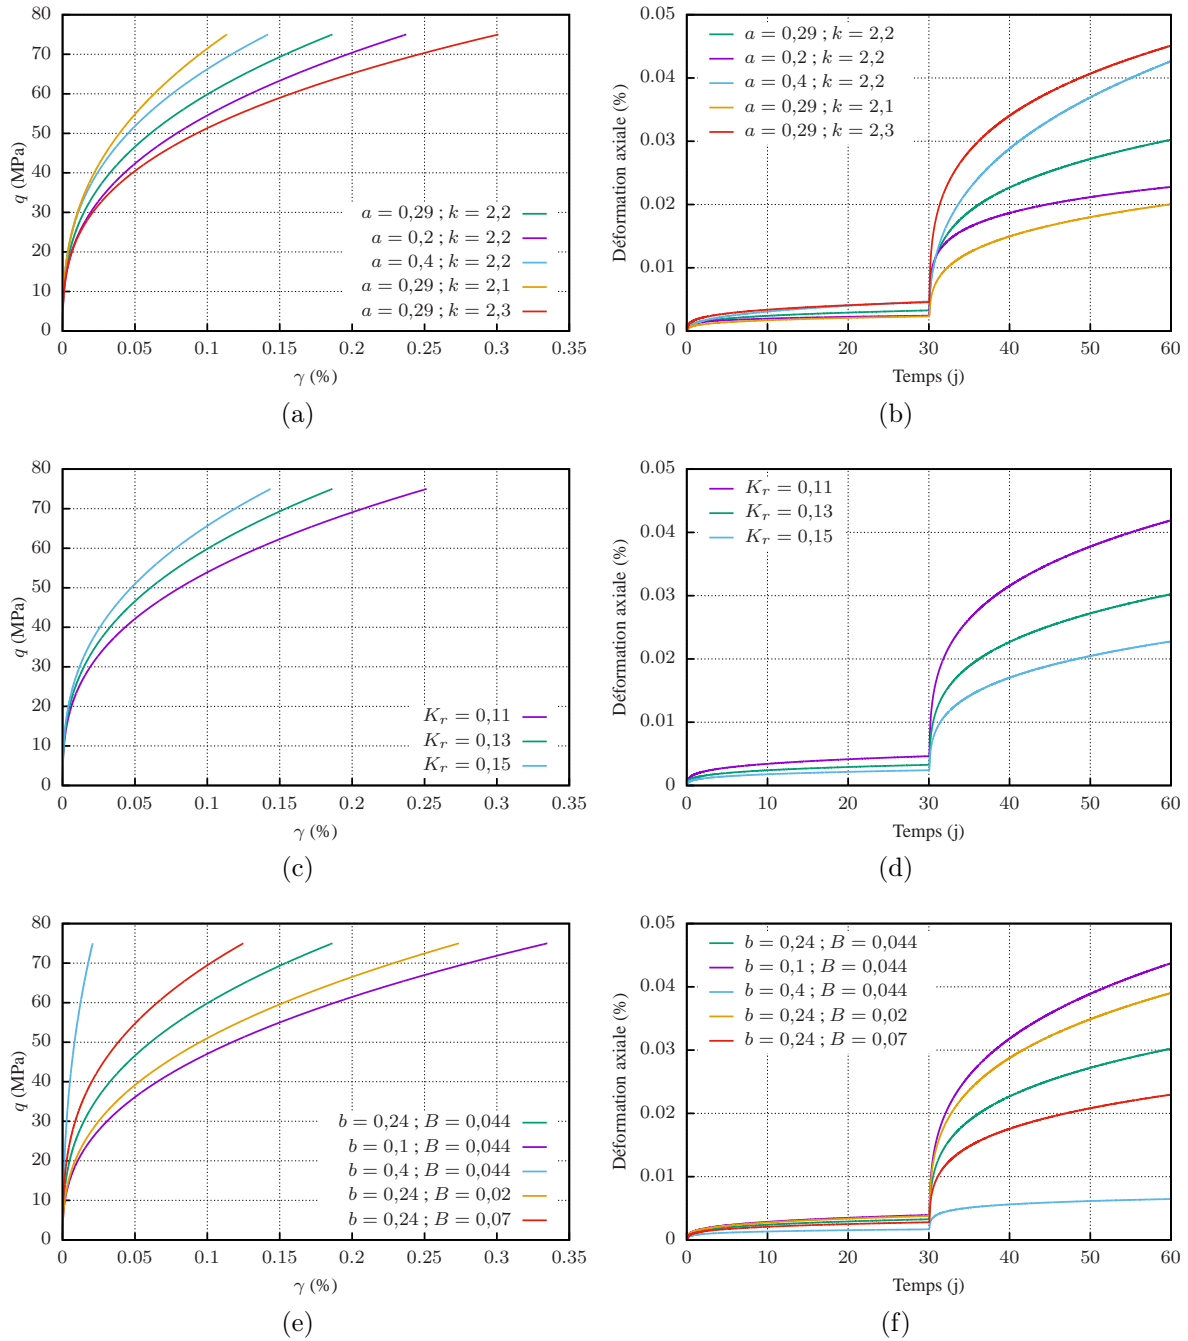 80
70
60
50
40
30
20
10
0
q (MPa)
a = 0,29 ; k = 2,2
a = 0,2 ; k = 2,2
a = 0,4 ; k = 2,2
a = 0,29 ; k = 2,1
a = 0,29 ; k = 2,3
0 0.05 0.1 0.15 0.2 0.25 0.3 0.35
γ (%)
(a)
0.05
0.04
0.03
0.02
0.01
0
Déformation axiale (%)
a = 0,29 ; k = 2,2
a = 0,2 ; k = 2,2
a = 0,4 ; k = 2,2
a = 0,29 ; k = 2,1
a = 0,29 ; k = 2,3
0 10 20 30 40 50 60
Temps (j)
(b)
80
70
60
50
40
30
20
10
0
q (MPa)
K_r = 0,11
K_r = 0,13
K_r = 0,15
0 0.05 0.1 0.15 0.2 0.25 0.3 0.35
γ (%)
(c)
0.05
0.04
0.03
0.02
0.01
0
Déformation axiale (%)
K_r = 0,11
K_r = 0,13
K_r = 0,15
0 10 20 30 40 50 60
Temps (j)
(d)
80
70
60
50
40
30
20
10
0
q (MPa)
b = 0,24 ; B = 0,044
b = 0,1 ; B = 0,044
b = 0,4 ; B = 0,044
b = 0,24 ; B = 0,02
b = 0,24 ; B = 0,07
0 0.05 0.1 0.15 0.2 0.25 0.3 0.35
γ (%)
(e)
0.05
0.04
0.03
0.02
0.01
0
Déformation axiale (%)
b = 0,24 ; B = 0,044
b = 0,1 ; B = 0,044
b = 0,4 ; B = 0,044
b = 0,24 ; B = 0,02
b = 0,24 ; B = 0,07
0 10 20 30 40 50 60
Temps (j)
(f)